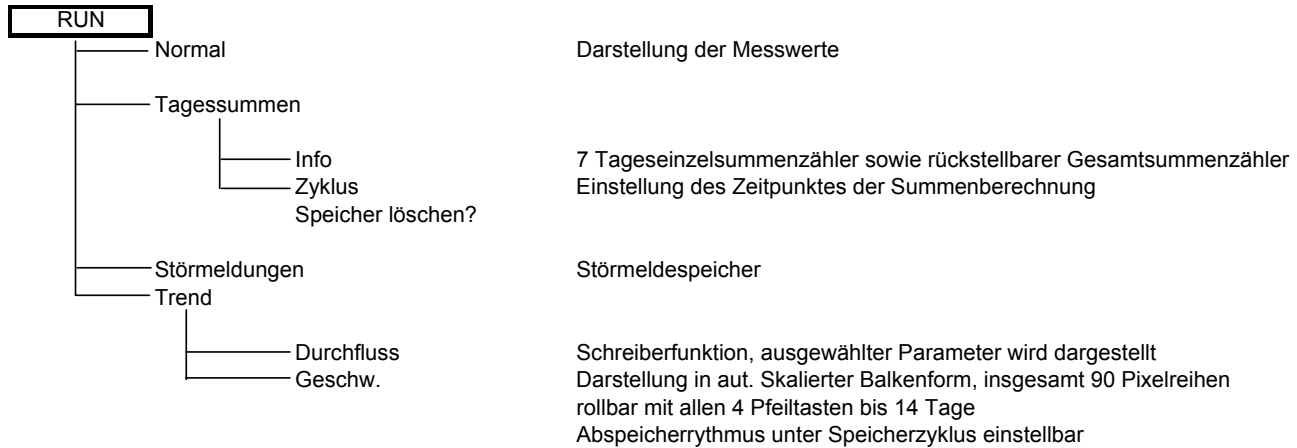 RUN
Normal Darstellung der Messwerte
Tagessummen
Info 7 Tageseinzelsummenzähler sowie rückstellbarer Gesamtsummenzähler
Zyklus Einstellung des Zeitpunktes der Summenberechnung
Speicher löschen?
Störmeldungen Störmeldespeicher
Trend
Durchfluss Schreiberfunktion, ausgewählter Parameter wird dargestellt
Geschw. Darstellung in aut. Skalierter Balkenform, insgesamt 90 Pixelreihen
rollbar mit allen 4 Pfeiltasten bis 14 Tage
Abspeicherrythmus unter Speicherzyklus einstellbar